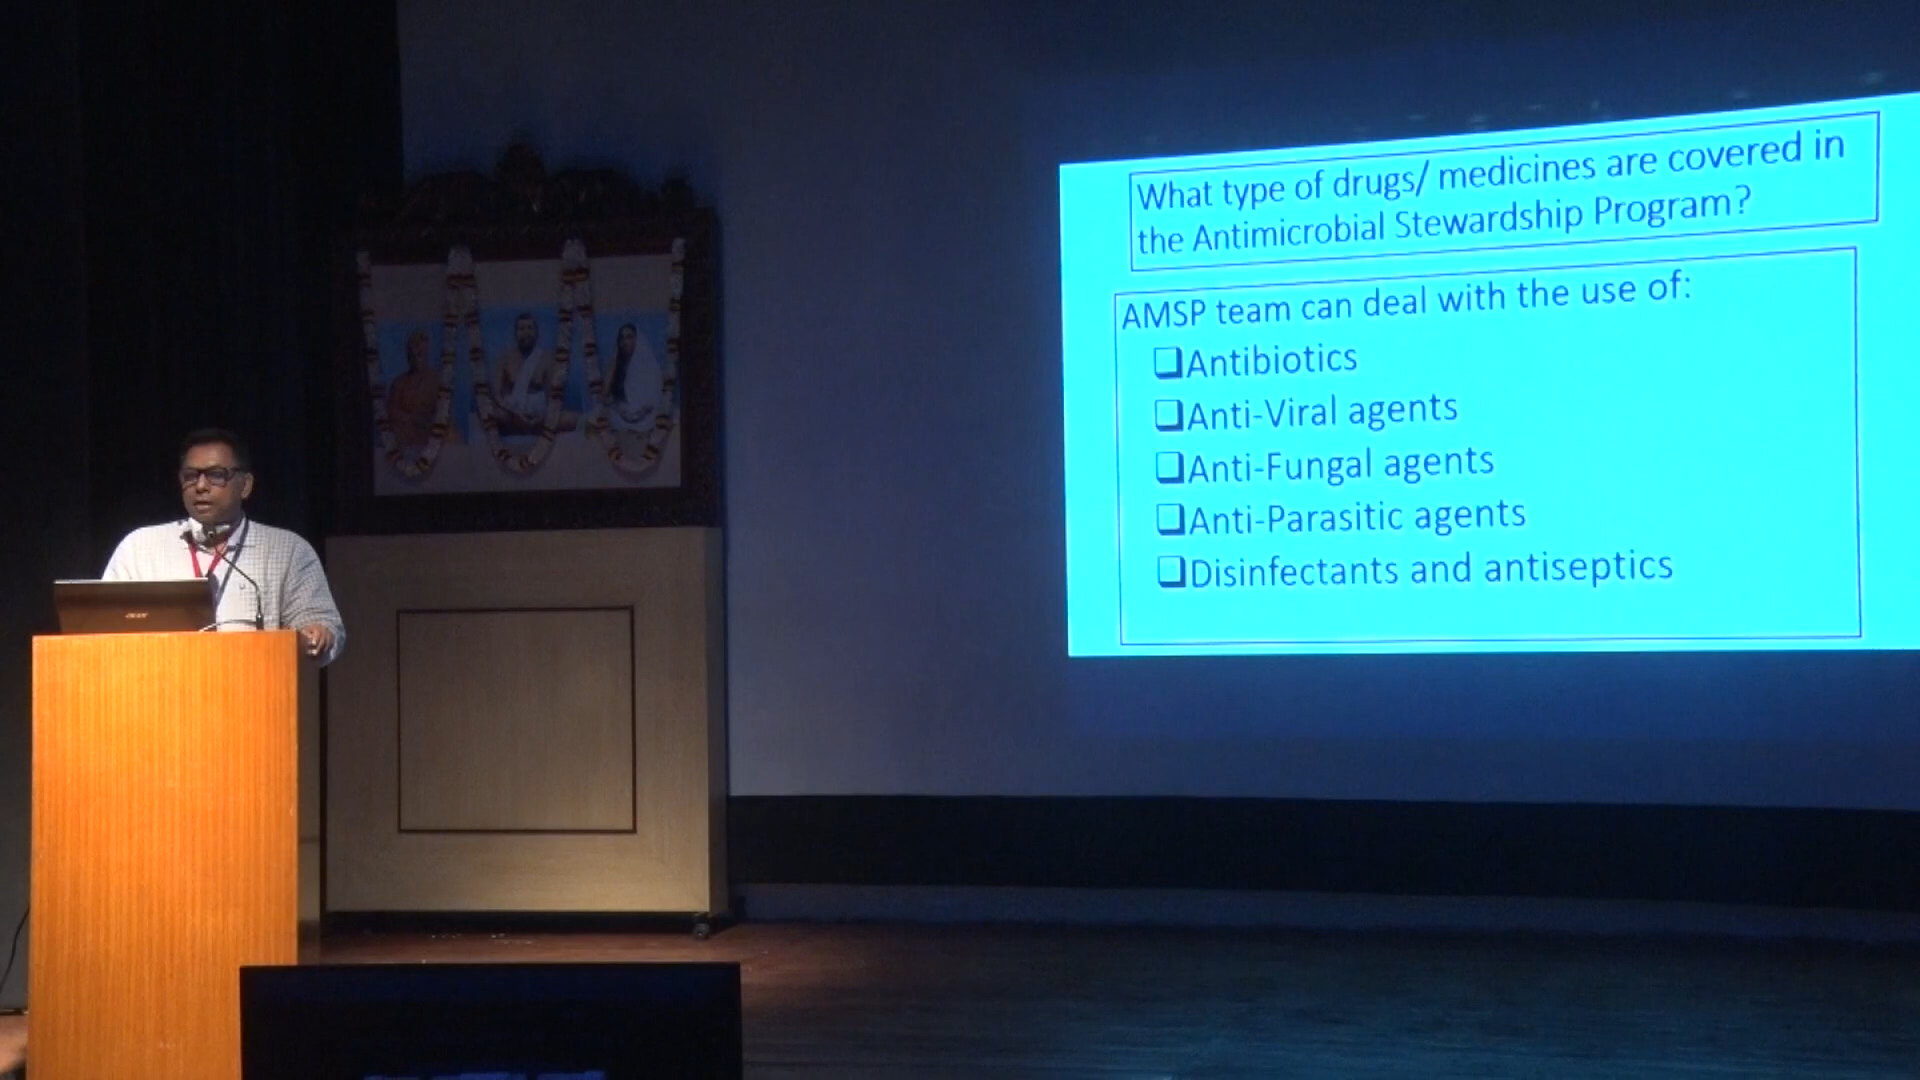 What type of drugs/ medicines are covered in
the Antimicrobial Stewardship Program?
AMSP team can deal with the use of:
❑Antibiotics
❑Anti-Viral agents
❑Anti-Fungal agents
❑Anti-Parasitic agents
❑Disinfectants and antiseptics
acer